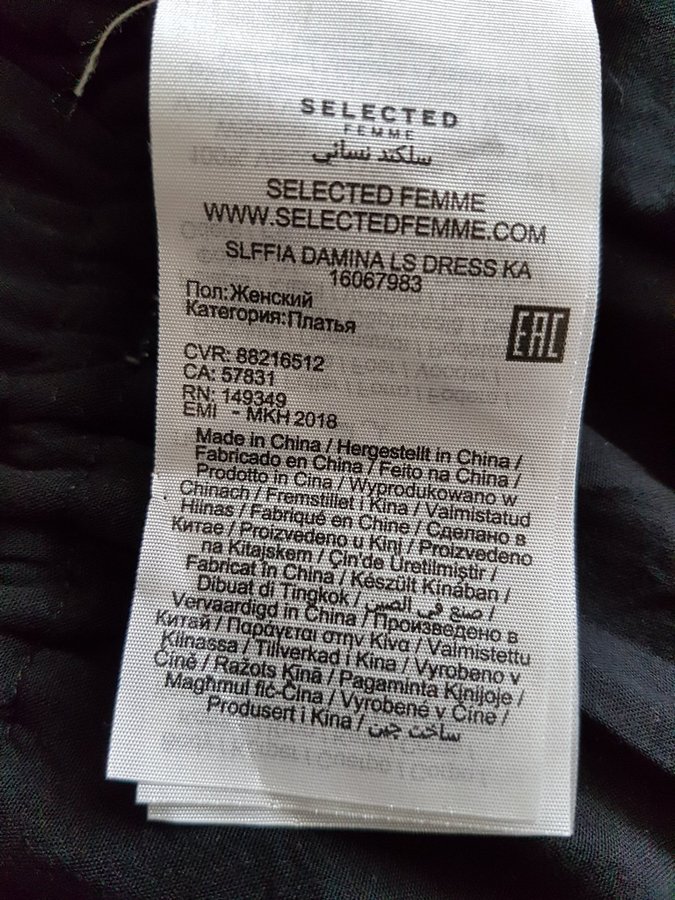 SELECTED
FEMME
سلكتد نسائي
SELECTED FEMME
WWW.SELECTEDFEMME.COM
SLFFIA DAMINA LS DRESS KA
16067983
Пол:Женский
Категория:Платья
EAC
CVR: 88216512
CA: 57831
RN: 149349
EMI - MKH 2018
Made in China / Hergestellt in China /
Fabricado en China / Feito na China /
Prodotto in Cina / Wyprodukowano w
Chinach / Fremstillet i Kina / Valmistatud
Hiinas / Fabriqué en Chine / Сделано в
Китае / Proizvedeno u Kini / Proizvedeno
na Kitajskem / Çin'de Üretilmiştir /
Fabricat în China / Készült Kínában /
Dibuat di Tingkok / صنع في الصين /
Vervaardigd in China / Произведено в
Китай / Παράγεται στην Κίνα / Valmistettu
Kiinassa / Tillverkad i Kina / Vyrobeno v
Číně / Ražots Ķīnā / Pagaminta Kinijoje /
Magħmul fiċ-Ċina / Vyrobené v Číne /
Produsert i Kina / ساخت چین